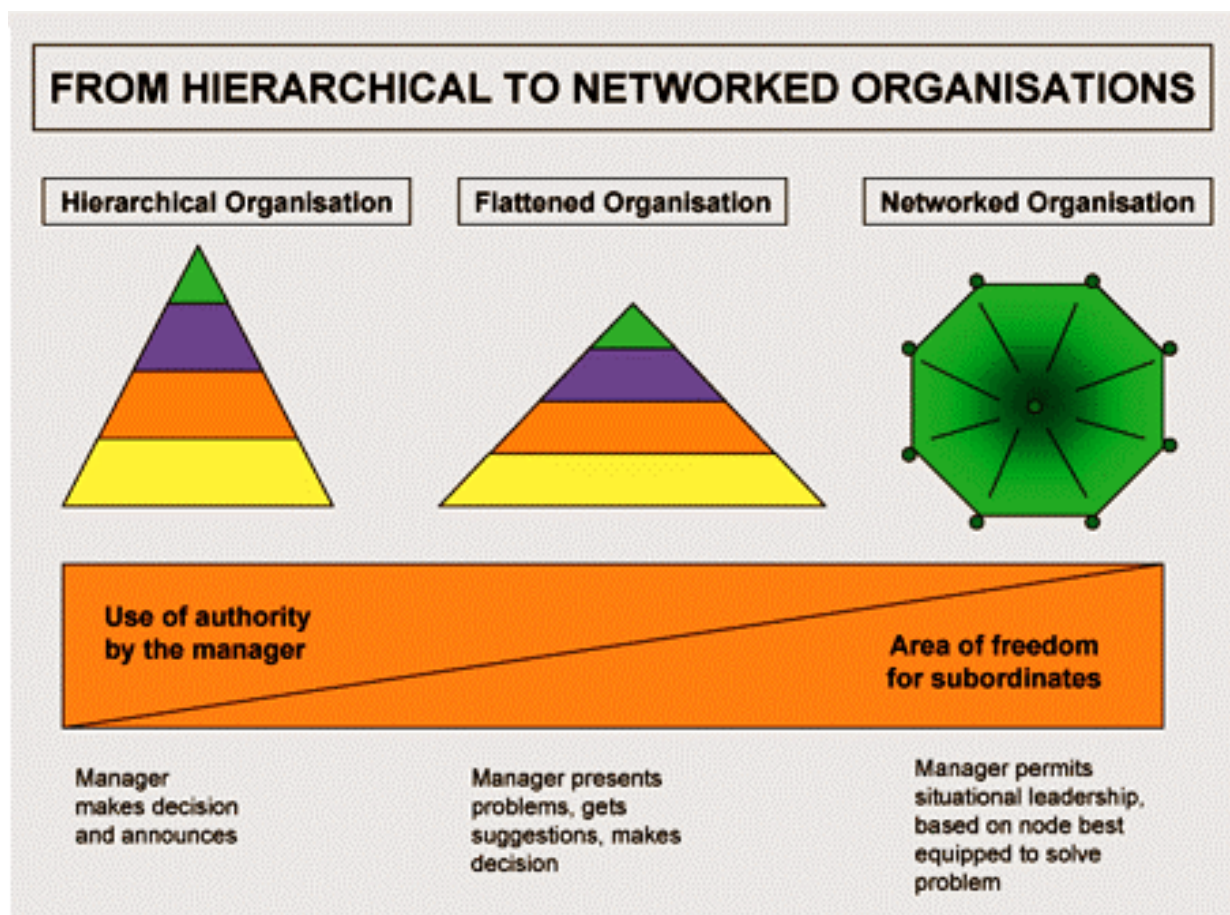 FROM HIERARCHICAL TO NETWORKED ORGANISATIONS
Hierarchical Organisation
Flattened Organisation
Networked Organisation
Use of authority
by the manager
Area of freedom
for subordinates
Manager
makes decision
and announces
Manager presents
problems, gets
suggestions, makes
decision
Manager permits
situational leadership,
based on node best
equipped to solve
problem